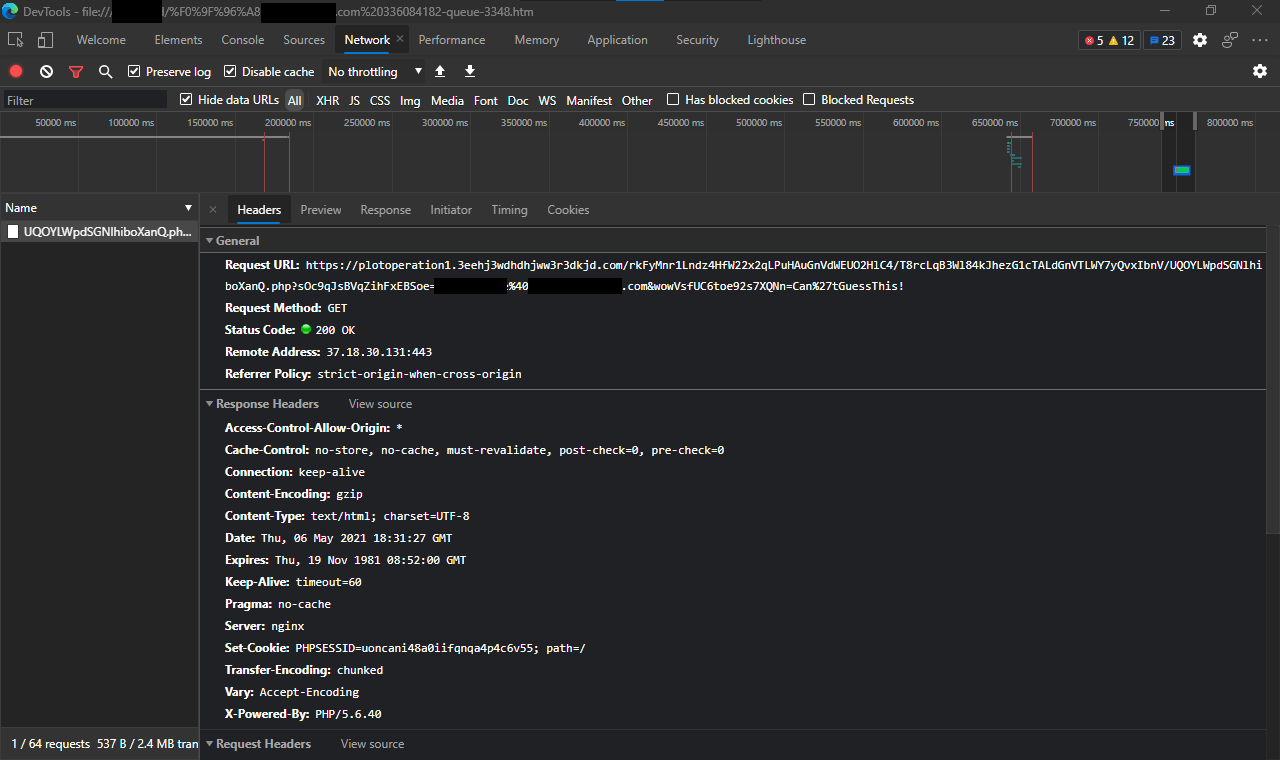 DevTools - file:// /%F0%9F%96%A8 .com%20336084182-queue-3348.htm
Welcome Elements Console Sources Network Performance Memory Application Security Lighthouse 5 12 23
Preserve log Disable cache No throttling
Filter Hide data URLs All XHR JS CSS Img Media Font Doc WS Manifest Other Has blocked cookies Blocked Requests
50000 ms 100000 ms 150000 ms 200000 ms 250000 ms 300000 ms 350000 ms 400000 ms 450000 ms 500000 ms 550000 ms 600000 ms 650000 ms 700000 ms 750000 ms 800000 ms
Name
UQOYLWpdSGNlhiboXanQ.ph...
Headers Preview Response Initiator Timing Cookies
General
Request URL: https://plotoperation1.3eehj3wdhdhjww3r3dkjd.com/rkFyMnr1Lndz4HfW22x2qLPuHAuGnVdWEUO2HlC4/T8rcLqB3Wl84kJhezG1cTALdGnVTLWY7yQvxIbnV/UQOYLWpdSGNlhi
boXanQ.php?sOc9qJsBVqZihFxEBSoe= %40 .com&wowVsfUC6toe92s7XQNn=Can%27tGuessThis!
Request Method: GET
Status Code: 200 OK
Remote Address: 37.18.30.131:443
Referrer Policy: strict-origin-when-cross-origin
Response Headers View source
Access-Control-Allow-Origin: *
Cache-Control: no-store, no-cache, must-revalidate, post-check=0, pre-check=0
Connection: keep-alive
Content-Encoding: gzip
Content-Type: text/html; charset=UTF-8
Date: Thu, 06 May 2021 18:31:27 GMT
Expires: Thu, 19 Nov 1981 08:52:00 GMT
Keep-Alive: timeout=60
Pragma: no-cache
Server: nginx
Set-Cookie: PHPSESSID=uoncani48a0iifqnqa4p4c6v55; path=/
Transfer-Encoding: chunked
Vary: Accept-Encoding
X-Powered-By: PHP/5.6.40
1 / 64 requests 537 B / 2.4 MB tran
Request Headers View source